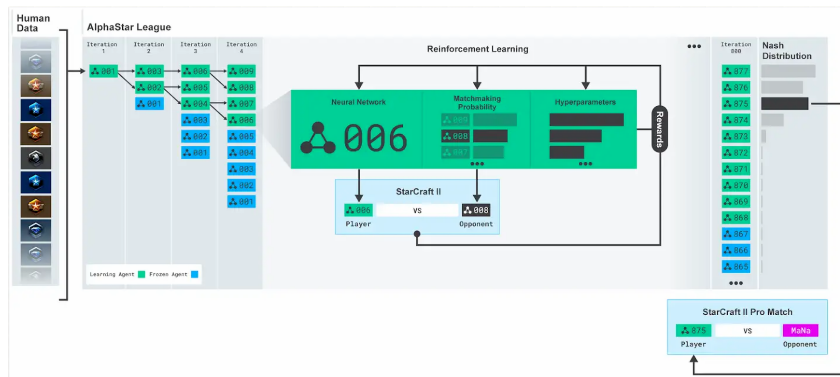 Human
Data
AlphaStar League
Iteration
1
Iteration
2
Iteration
3
Iteration
4
Reinforcement Learning
•••
Iteration
800
Nash
Distribution
001
003
006
009
002
005
008
001
004
007
003
006
002
005
001
004
003
002
001
Neural Network
006
Matchmaking
Probability
009
008
007
•••
Hyperparameters
•••
Rewards
StarCraft II
006
VS
008
Player
Opponent
Learning Agent
Frozen Agent
877
876
875
874
873
872
871
870
869
868
867
866
865
•••
StarCraft II Pro Match
875
VS
MaNa
Player
Opponent